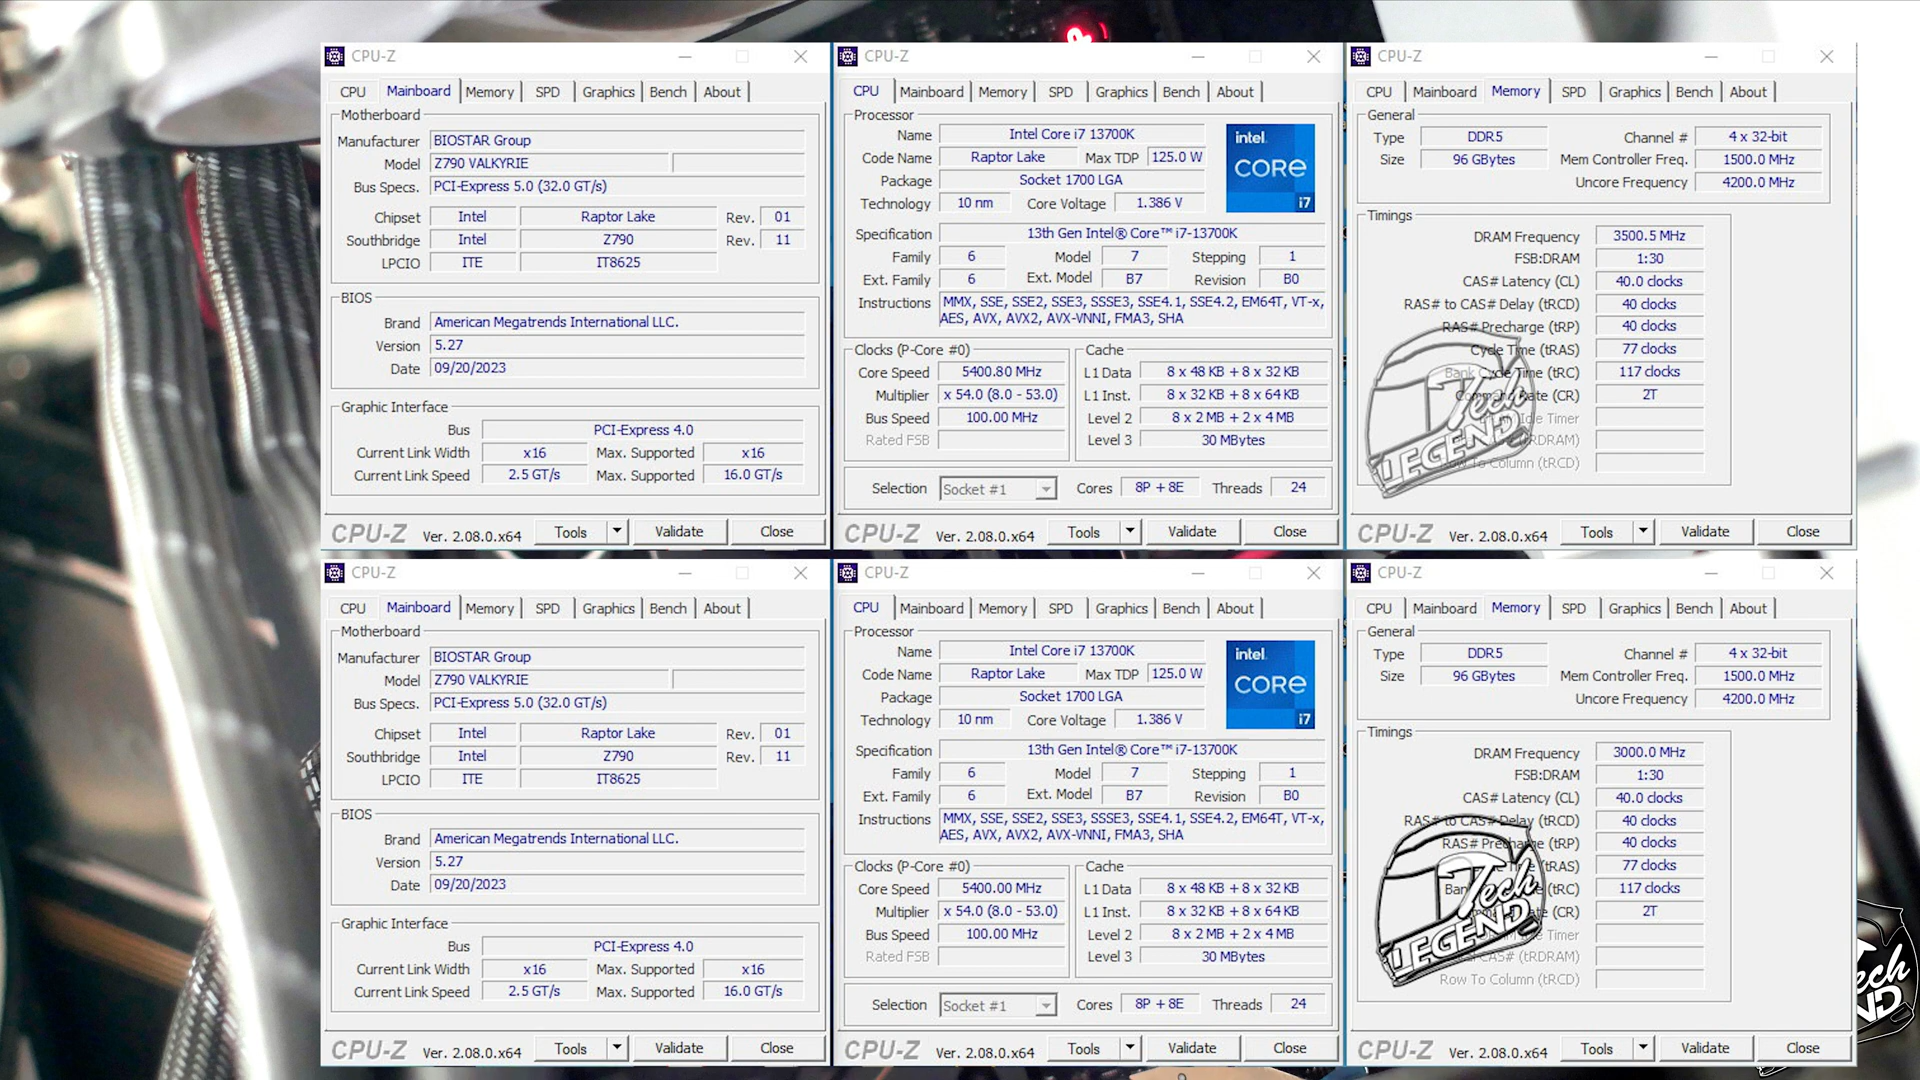 CPU-Z
CPU Mainboard Memory SPD Graphics Bench About
Motherboard
Manufacturer BIOSTAR Group
Model Z790 VALKYRIE
Bus Specs. PCI-Express 5.0 (32.0 GT/s)
Chipset Intel Raptor Lake Rev. 01
Southbridge Intel Z790 Rev. 11
LPCIO ITE IT8625
BIOS
Brand American Megatrends International LLC.
Version 5.27
Date 09/20/2023
Graphic Interface
Bus PCI-Express 4.0
Current Link Width x16 Max. Supported x16
Current Link Speed 2.5 GT/s Max. Supported 16.0 GT/s
CPU-Z Ver. 2.08.0.x64 Tools Validate Close
CPU-Z
CPU Mainboard Memory SPD Graphics Bench About
Processor
Name Intel Core i7 13700K
Code Name Raptor Lake Max TDP 125.0 W
Package Socket 1700 LGA
Technology 10 nm Core Voltage 1.386 V
intel
CORE
i7
Specification 13th Gen Intel® Core™ i7-13700K
Family 6 Model 7 Stepping 1
Ext. Family 6 Ext. Model B7 Revision B0
Instructions MMX, SSE, SSE2, SSE3, SSSE3, SSE4.1, SSE4.2, EM64T, VT-x,
AES, AVX, AVX2, AVX-VNNI, FMA3, SHA
Clocks (P-Core #0)
Core Speed 5400.80 MHz
Multiplier x 54.0 (8.0 - 53.0)
Bus Speed 100.00 MHz
Rated FSB
Cache
L1 Data 8 x 48 KB + 8 x 32 KB
L1 Inst. 8 x 32 KB + 8 x 64 KB
Level 2 8 x 2 MB + 2 x 4 MB
Level 3 30 MBytes
Selection Socket #1 Cores 8P + 8E Threads 24
CPU-Z Ver. 2.08.0.x64 Tools Validate Close
CPU-Z
CPU Mainboard Memory SPD Graphics Bench About
General
Type DDR5 Channel # 4 x 32-bit
Size 96 GBytes Mem Controller Freq. 1500.0 MHz
Uncore Frequency 4200.0 MHz
Timings
DRAM Frequency 3500.5 MHz
FSB:DRAM 1:30
CAS# Latency (CL) 40.0 clocks
RAS# to CAS# Delay (tRCD) 40 clocks
RAS# Precharge (tRP) 40 clocks
Cycle Time (tRAS) 77 clocks
Bank Cycle Time (tRC) 117 clocks
Command Rate (CR) 2T
Idle Timer
(tRDRAM)
Row To Column (tRCD)
Tech
LEGEND
CPU-Z Ver. 2.08.0.x64 Tools Validate Close
CPU-Z
CPU Mainboard Memory SPD Graphics Bench About
Motherboard
Manufacturer BIOSTAR Group
Model Z790 VALKYRIE
Bus Specs. PCI-Express 5.0 (32.0 GT/s)
Chipset Intel Raptor Lake Rev. 01
Southbridge Intel Z790 Rev. 11
LPCIO ITE IT8625
BIOS
Brand American Megatrends International LLC.
Version 5.27
Date 09/20/2023
Graphic Interface
Bus PCI-Express 4.0
Current Link Width x16 Max. Supported x16
Current Link Speed 2.5 GT/s Max. Supported 16.0 GT/s
CPU-Z Ver. 2.08.0.x64 Tools Validate Close
CPU-Z
CPU Mainboard Memory SPD Graphics Bench About
Processor
Name Intel Core i7 13700K
Code Name Raptor Lake Max TDP 125.0 W
Package Socket 1700 LGA
Technology 10 nm Core Voltage 1.386 V
intel
CORE
i7
Specification 13th Gen Intel® Core™ i7-13700K
Family 6 Model 7 Stepping 1
Ext. Family 6 Ext. Model B7 Revision B0
Instructions MMX, SSE, SSE2, SSE3, SSSE3, SSE4.1, SSE4.2, EM64T, VT-x,
AES, AVX, AVX2, AVX-VNNI, FMA3, SHA
Clocks (P-Core #0)
Core Speed 5400.00 MHz
Multiplier x 54.0 (8.0 - 53.0)
Bus Speed 100.00 MHz
Rated FSB
Cache
L1 Data 8 x 48 KB + 8 x 32 KB
L1 Inst. 8 x 32 KB + 8 x 64 KB
Level 2 8 x 2 MB + 2 x 4 MB
Level 3 30 MBytes
Selection Socket #1 Cores 8P + 8E Threads 24
CPU-Z Ver. 2.08.0.x64 Tools Validate Close
CPU-Z
CPU Mainboard Memory SPD Graphics Bench About
General
Type DDR5 Channel # 4 x 32-bit
Size 96 GBytes Mem Controller Freq. 1500.0 MHz
Uncore Frequency 4200.0 MHz
Timings
DRAM Frequency 3000.0 MHz
FSB:DRAM 1:30
CAS# Latency (CL) 40.0 clocks
RAS# to CAS# Delay (tRCD) 40 clocks
RAS# Precharge (tRP) 40 clocks
Time (tRAS) 77 clocks
(tRC) 117 clocks
(CR) 2T
Timer
CAS# (tRDRAM)
Row To Column (tRCD)
Tech
LEGEND
CPU-Z Ver. 2.08.0.x64 Tools Validate Close